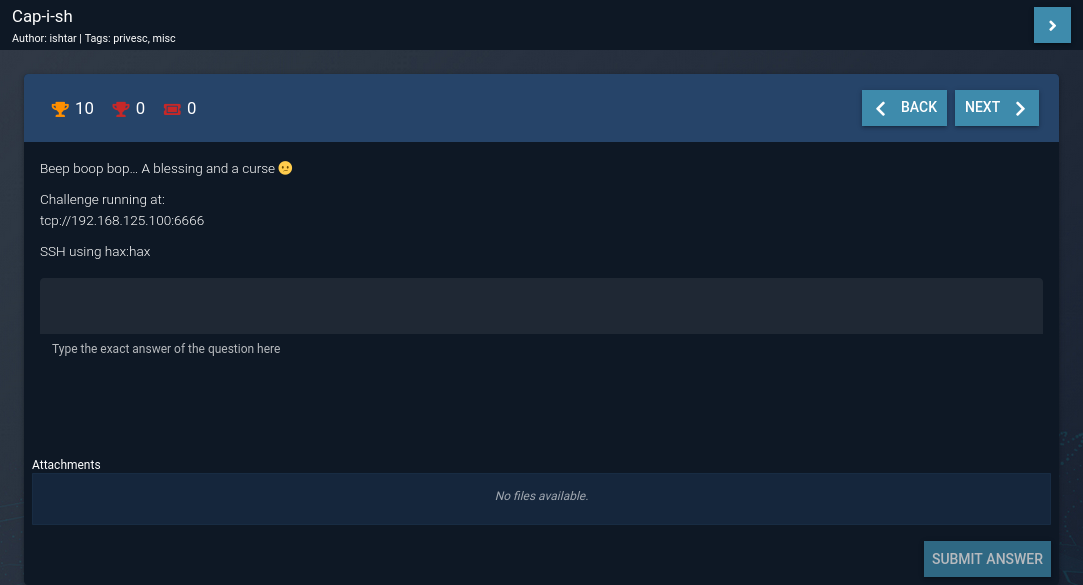 Cap-i-sh
Author: ishtar | Tags: privesc, misc
10 0 0
BACK NEXT
Beep boop bop... A blessing and a curse 😕
Challenge running at:
tcp://192.168.125.100:6666
SSH using hax:hax
Type the exact answer of the question here
Attachments
No files available.
SUBMIT ANSWER